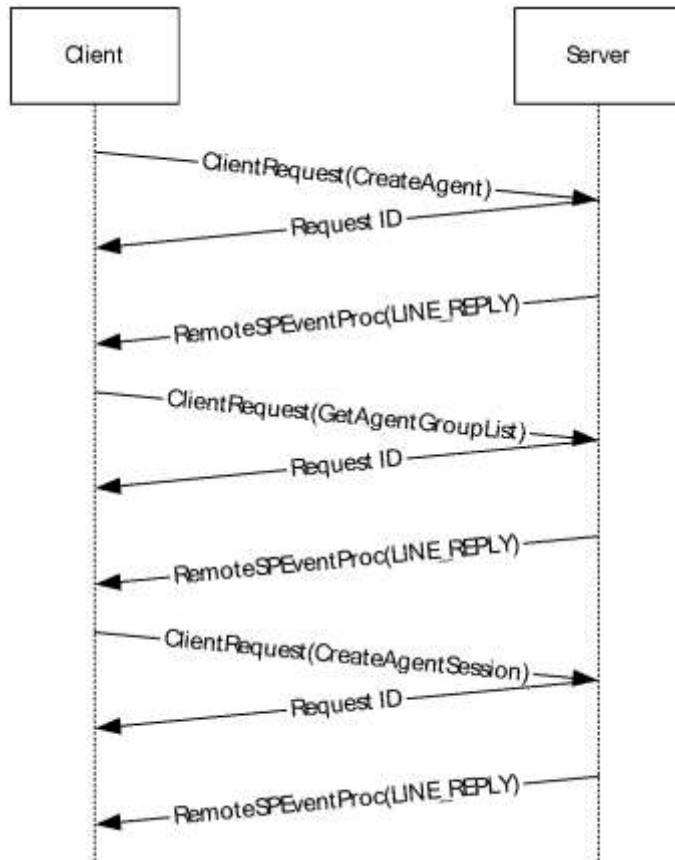 Client
Server
ClientRequest(CreateAgent)
Request ID
RemoteSPEventProc(LINE_REPLY)
ClientRequest(GetAgentGroupList)
Request ID
RemoteSPEventProc(LINE_REPLY)
ClientRequest(CreateAgentSession)
Request ID
RemoteSPEventProc(LINE_REPLY)